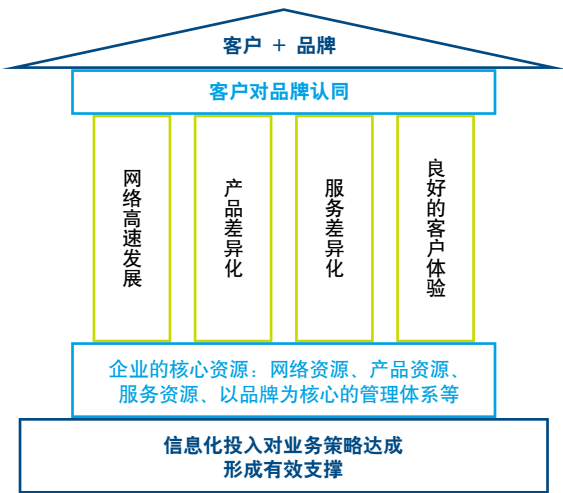 客户 + 品牌
客户对品牌认同
网络高速发展
产品差异化
服务差异化
良好的客户体验
企业的核心资源：网络资源、产品资源、
服务资源、以品牌为核心的管理体系等
信息化投入对业务策略达成
形成有效支撑